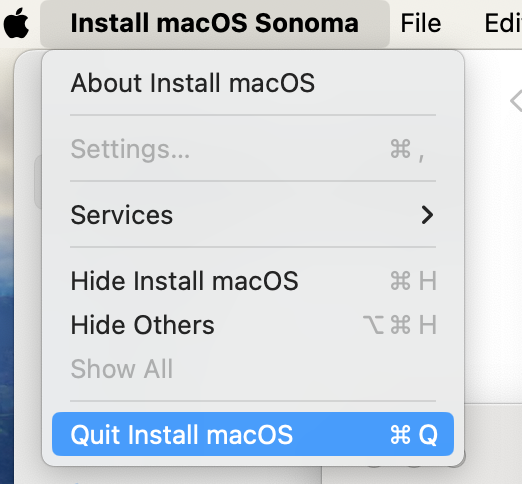 Install macOS Sonoma File Edi
About Install macOS
Settings... ⌘ ,
Services
Hide Install macOS ⌘ H
Hide Others ⌥ ⌘ H
Show All
Quit Install macOS ⌘ Q